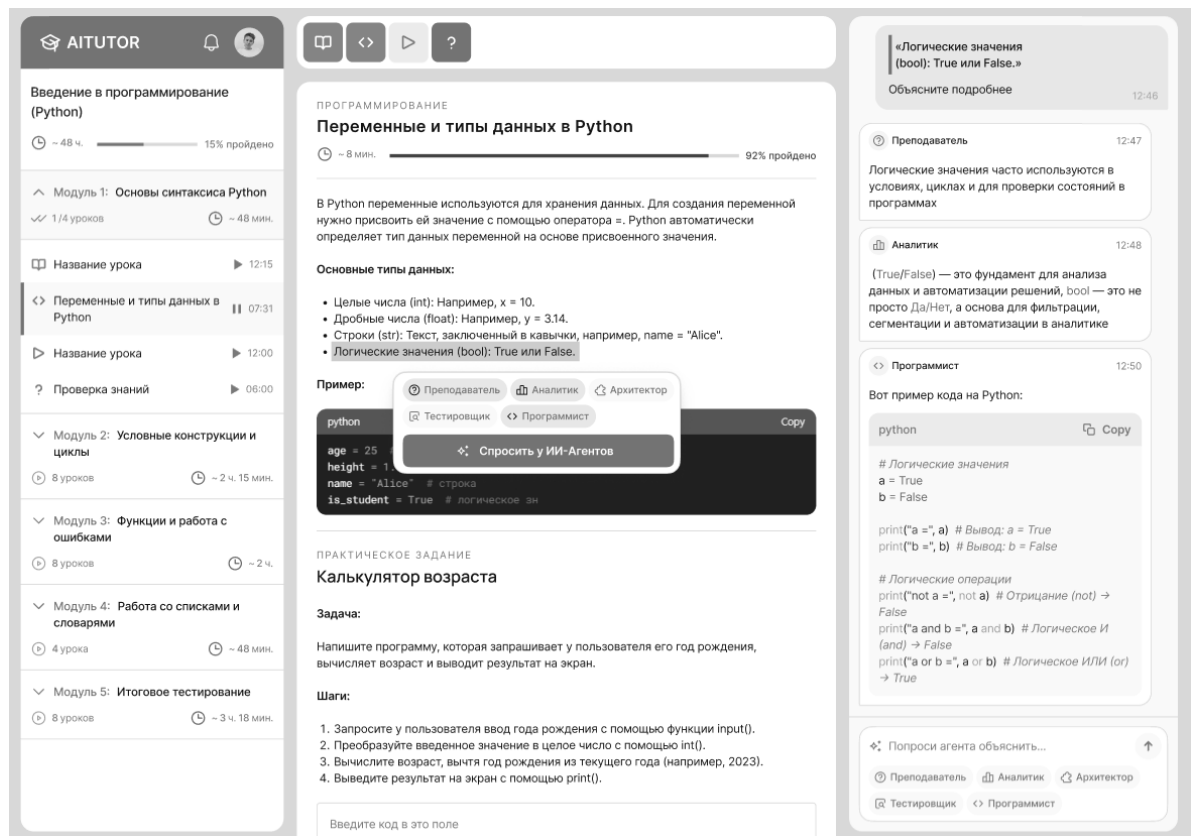 AITUTOR
Введение в программирование
(Python)
~ 48 ч.
15% пройдено
Модуль 1: Основы синтаксиса Python
1/4 уроков
~ 48 мин.
Название урока
12:15
Переменные и типы данных в
Python
07:31
Название урока
12:00
? Проверка знаний
06:00
Модуль 2: Условные конструкции и
циклы
8 уроков
~ 2 ч. 15 мин.
Модуль 3: Функции и работа с
ошибками
8 уроков
~ 2 ч.
Модуль 4: Работа со списками и
словарями
4 урока
~ 48 мин.
Модуль 5: Итоговое тестирование
8 уроков
~ 3 ч. 18 мин.
<> ?
ПРОГРАММИРОВАНИЕ
Переменные и типы данных в Python
~ 8 мин.
92% пройдено
В Python переменные используются для хранения данных. Для создания переменной
нужно присвоить ей значение с помощью оператора =. Python автоматически
определяет тип данных переменной на основе присвоенного значения.
Основные типы данных:
• Целые числа (int): Например, x = 10.
• Дробные числа (float): Например, y = 3.14.
• Строки (str): Текст, заключенный в кавычки, например, name = "Alice".
• Логические значения (bool): True или False.
Пример:
Преподаватель
Аналитик
Архитектор
Тестировщик
<> Программист
Спросить у ИИ-Агентов
python
Copy
age = 25 #
height = 1.
name = "Alice" # строка
is_student = True # логическое зн
ПРАКТИЧЕСКОЕ ЗАДАНИЕ
Калькулятор возраста
Задача:
Напишите программу, которая запрашивает у пользователя его год рождения,
вычисляет возраст и выводит результат на экран.
Шаги:
1. Запросите у пользователя ввод года рождения с помощью функции input().
2. Преобразуйте введенное значение в целое число с помощью int().
3. Вычислите возраст, вычтя год рождения из текущего года (например, 2023).
4. Выведите результат на экран с помощью print().
Введите код в это поле
«Логические значения
(bool): True или False.»
Объясните подробнее
12:46
Преподаватель
12:47
Логические значения часто используются в
условиях, циклах и для проверки состояний в
программах
Аналитик
12:48
(True/False) — это фундамент для анализа
данных и автоматизации решений, bool — это не
просто Да/Нет, а основа для фильтрации,
сегментации и автоматизации в аналитике
<> Программист
12:50
Вот пример кода на Python:
python
Copy
# Логические значения
a = True
b = False
print("a =", a) # Вывод: a = True
print("b =", b) # Вывод: b = False
# Логические операции
print("not a =", not a) # Отрицание (not) →
False
print("a and b =", a and b) # Логическое И
(and) → False
print("a or b =", a or b) # Логическое ИЛИ (or)
→ True
Попроси агента объяснить...
Преподаватель
Аналитик
Архитектор
Тестировщик
<> Программист